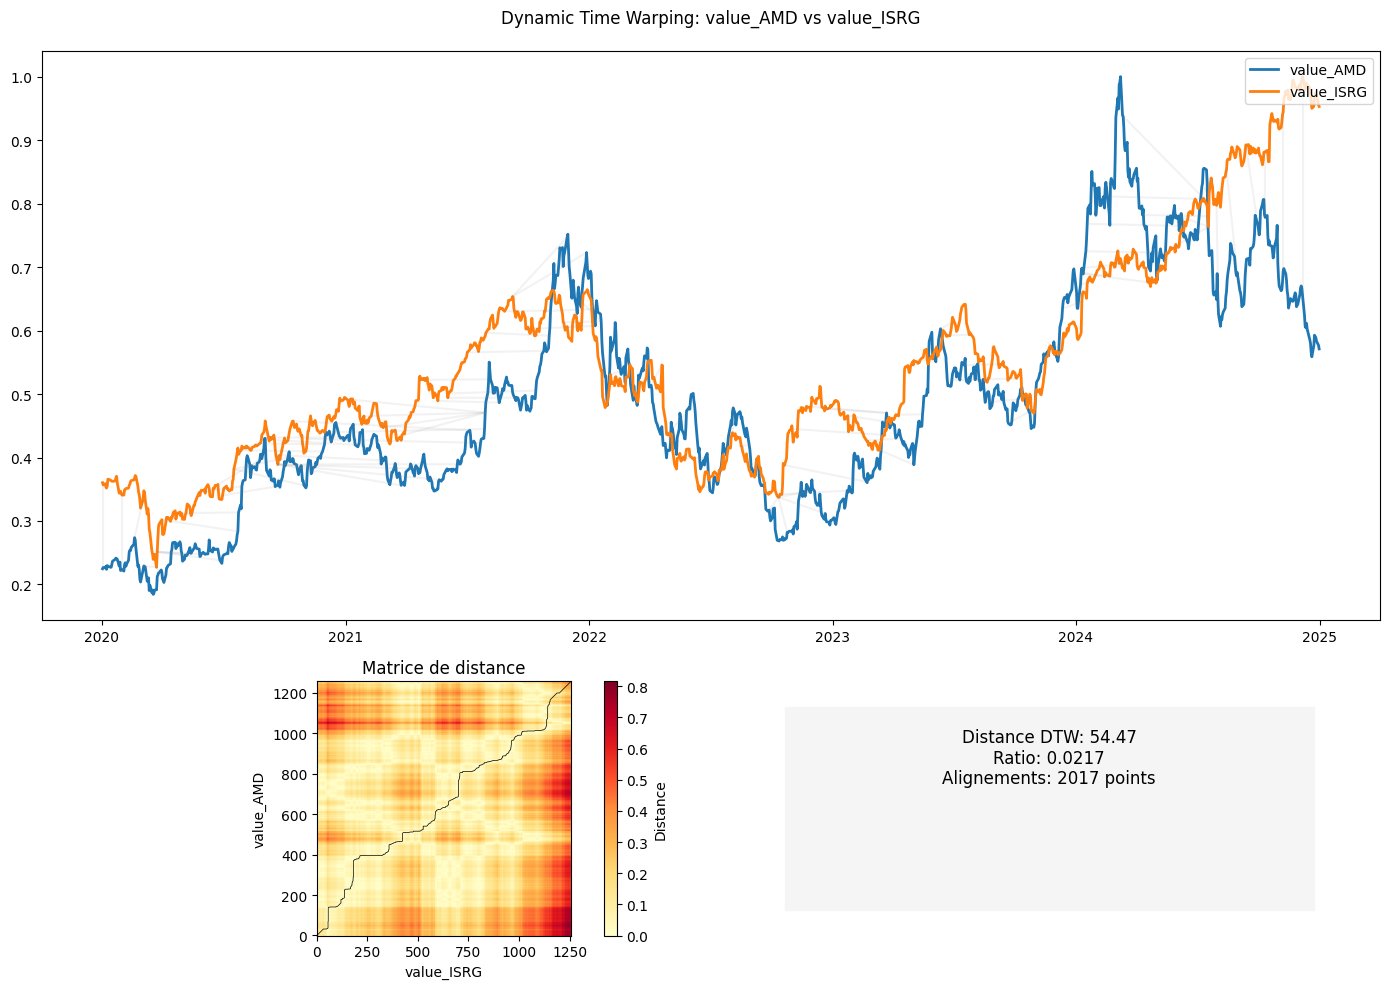 Dynamic Time Warping: value_AMD vs value_ISRG
value_AMD
value_ISRG
1.0
0.9
0.8
0.7
0.6
0.5
0.4
0.3
0.2
2020 2021 2022 2023 2024 2025
Matrice de distance
1200
1000
800
600
400
200
0
value_AMD
0 250 500 750 1000 1250
value_ISRG
0.8
0.7
0.6
0.5
0.4
0.3
0.2
0.1
0.0
Distance
Distance DTW: 54.47
Ratio: 0.0217
Alignements: 2017 points